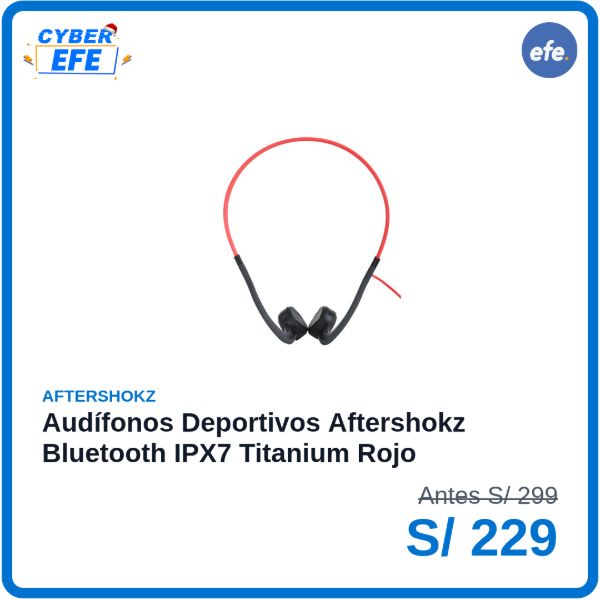 CYBER
EFE
efe.
AFTERSHOKZ
Audífonos Deportivos Aftershokz
Bluetooth IPX7 Titanium Rojo
Antes S/ 299
S/ 229